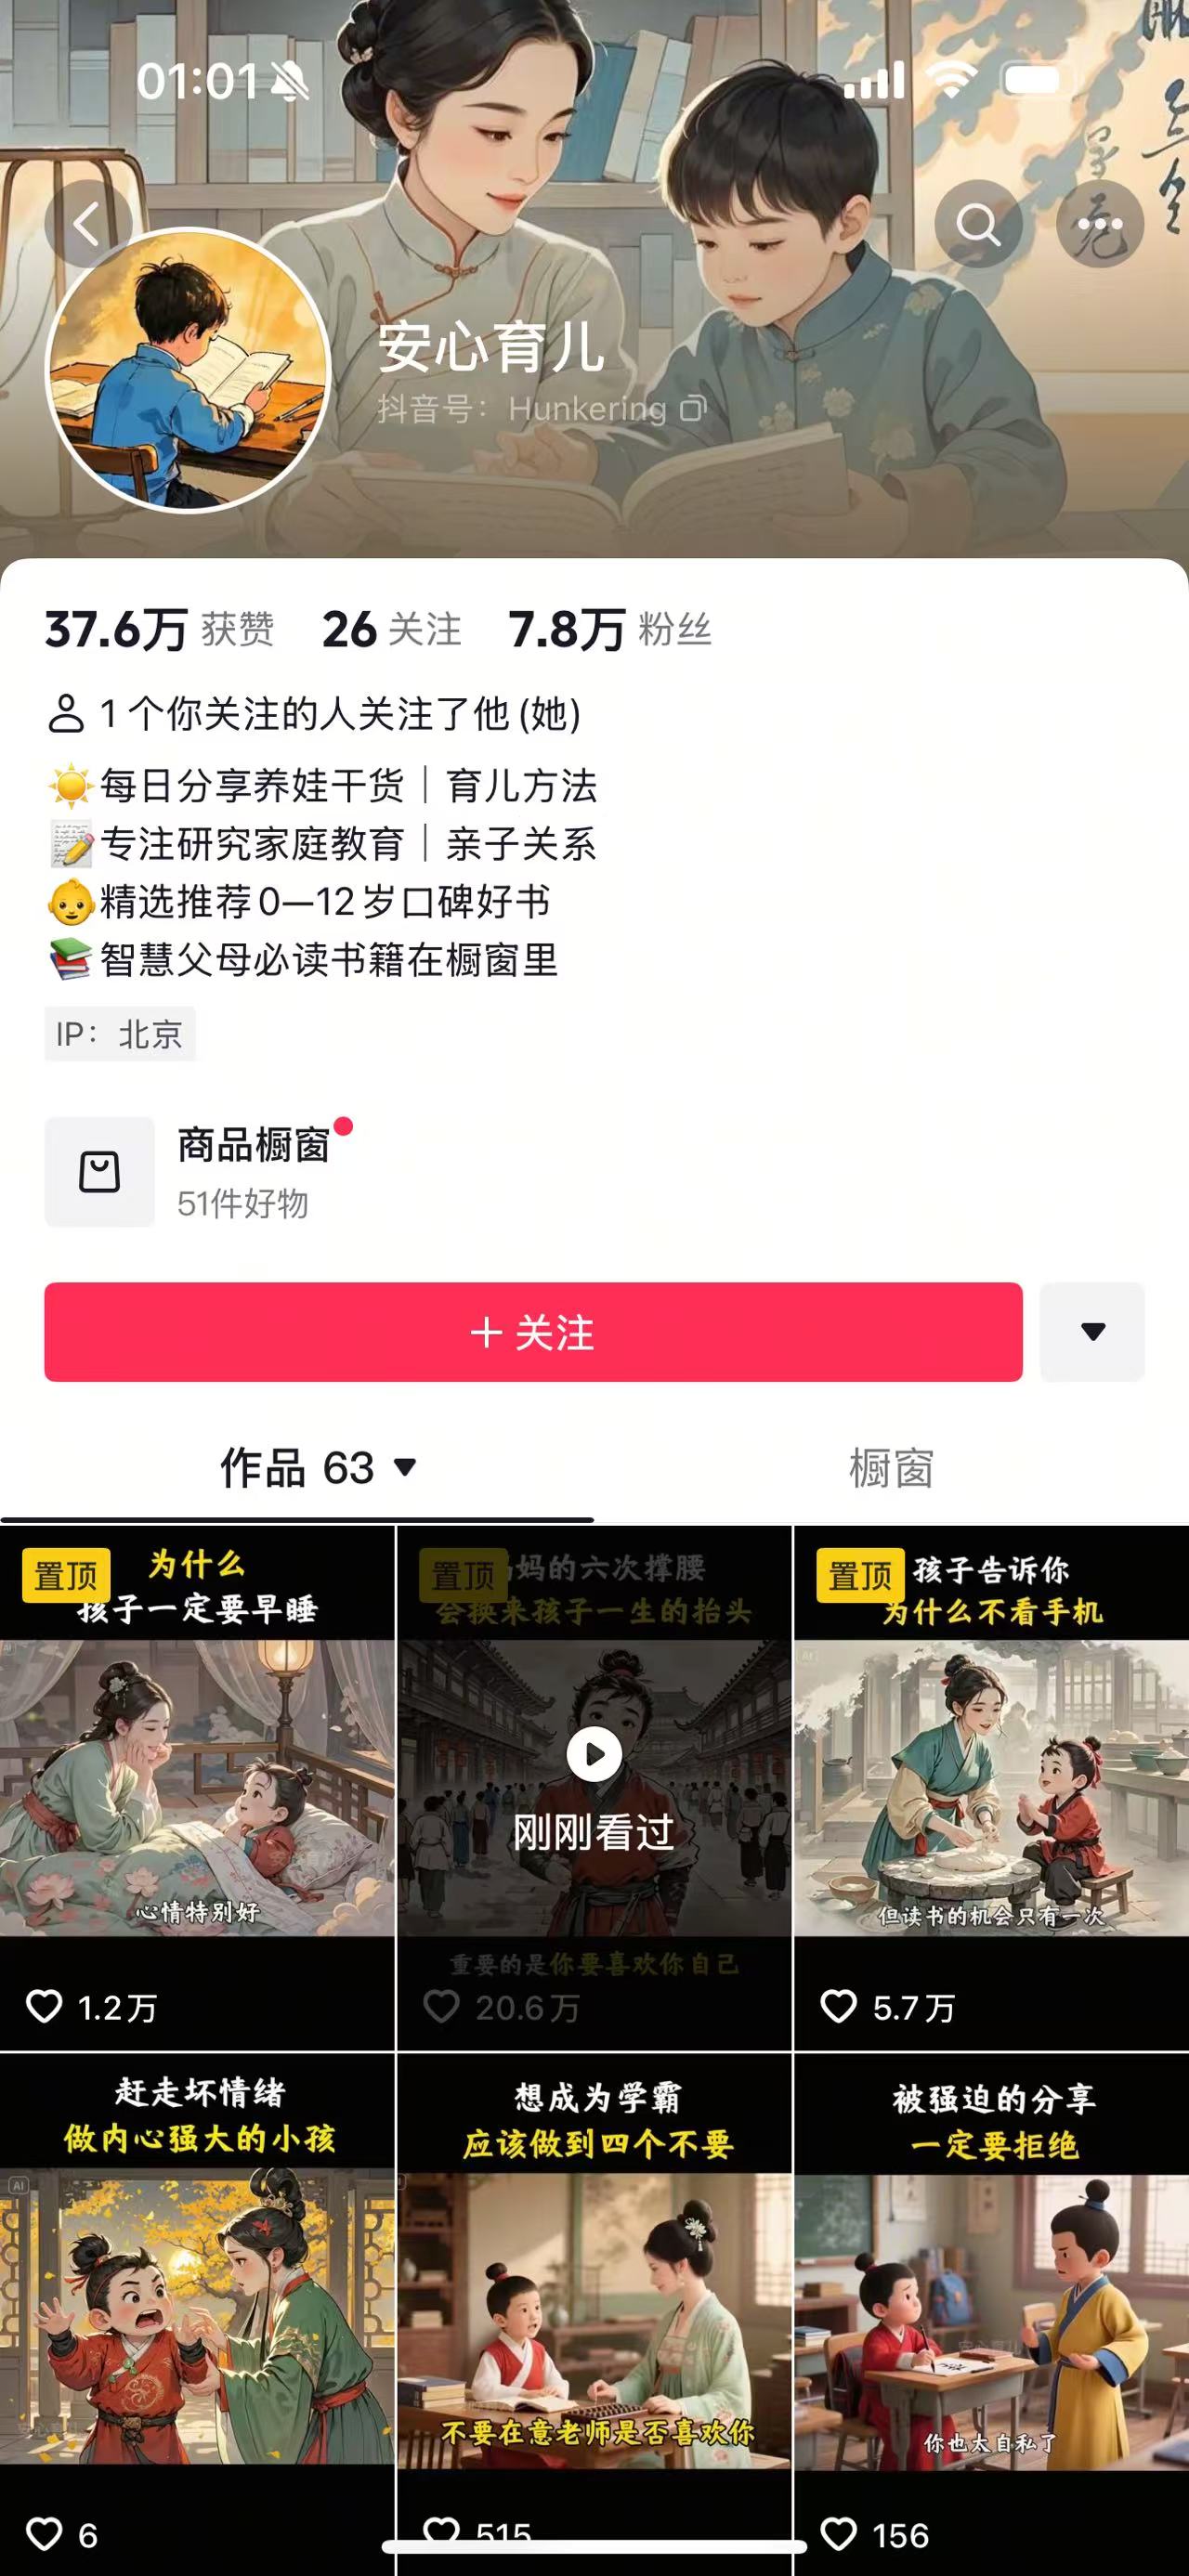 01:01
安心育儿
抖音号：Hunkering
37.6万 获赞 26 关注 7.8万 粉丝
1 个你关注的人关注了他(她)
每日分享养娃干货｜育儿方法
专注研究家庭教育｜亲子关系
精选推荐0—12岁口碑好书
智慧父母必读书籍在橱窗里
IP：北京
商品橱窗
51件好物
关注
作品 63
橱窗
置顶
为什么
孩子一定要早睡
心情特别好
1.2万
置顶
妈的六次撑腰
会换来孩子一生的抬头
刚刚看过
重要的是你要喜欢你自己
20.6万
置顶
孩子告诉你
为什么不看手机
但读书的机会只有一次
5.7万
赶走坏情绪
做内心强大的小孩
AI
6
想成为学霸
应该做到四个不要
不要在意老师是否喜欢你
515
被强迫的分享
一定要拒绝
你也太自私了
156